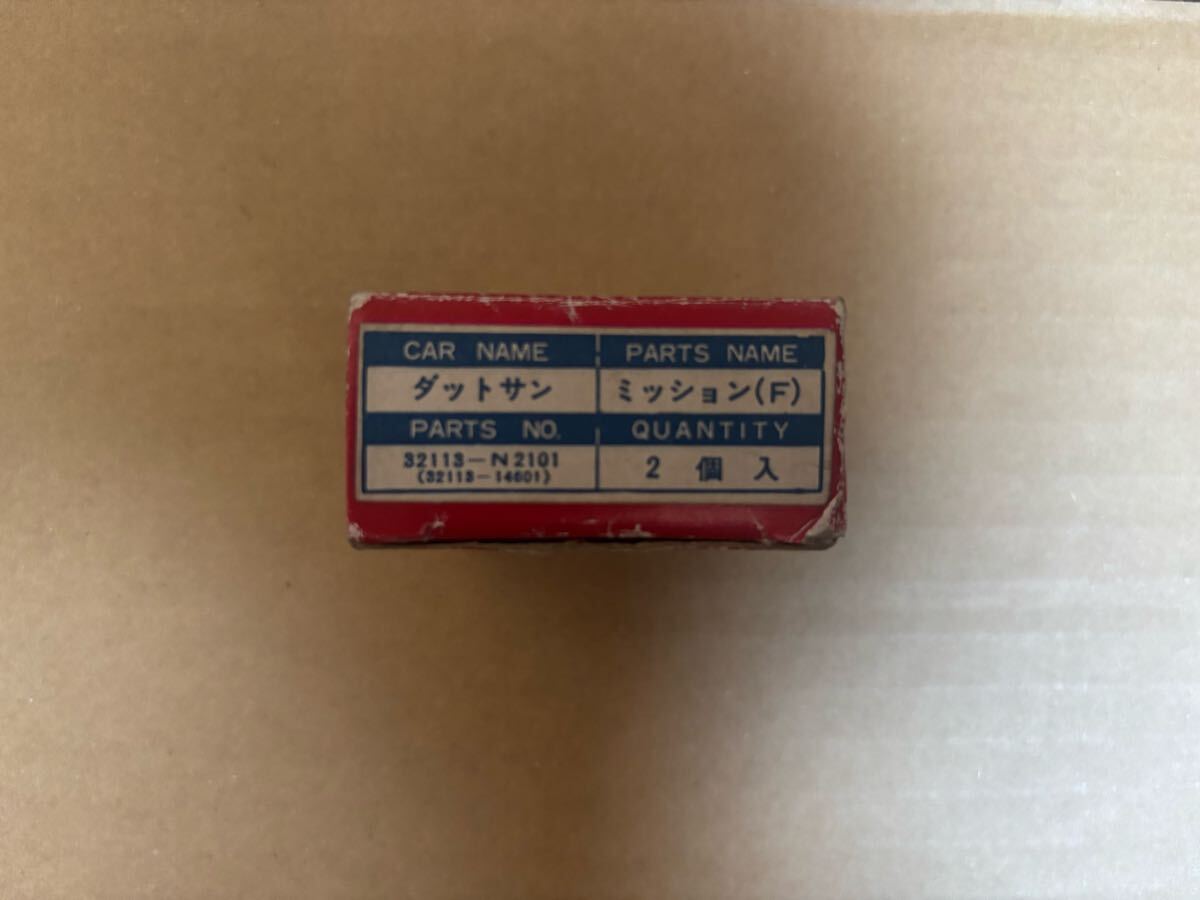 CAR NAME PARTS NAME
ダットサン ミッション(F)
PARTS NO. QUANTITY
32113-N2101 2 個 入
(32113-14601)